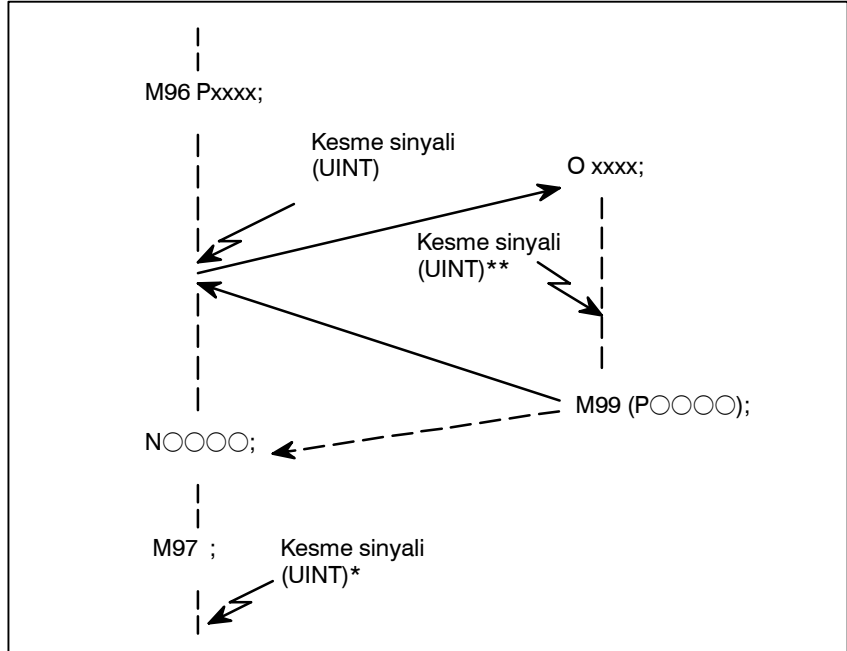 M96 Pxxxx;
Kesme sinyali
(UINT)
O xxxx;
Kesme sinyali
(UINT)**
M99 (P○○○○);
N○○○○;
M97 ;
Kesme sinyali
(UINT)*